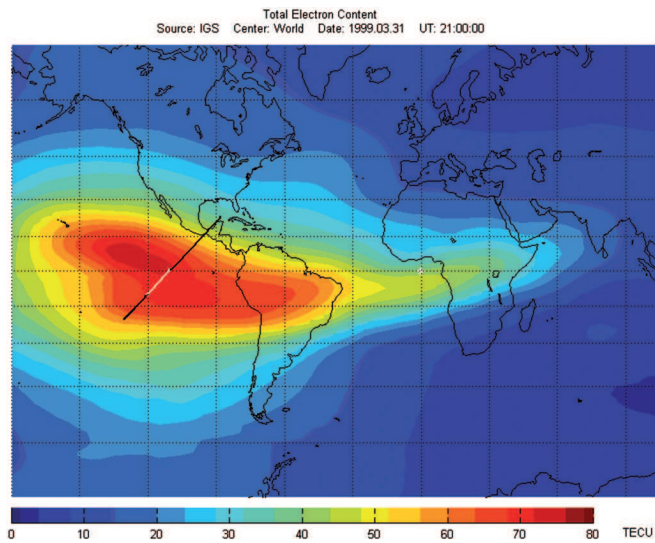 Total Electron Content
Source: IGS Center: World Date: 1999.03.31 UT: 21:00:00
0 10 20 30 40 50 60 70 80 TECU